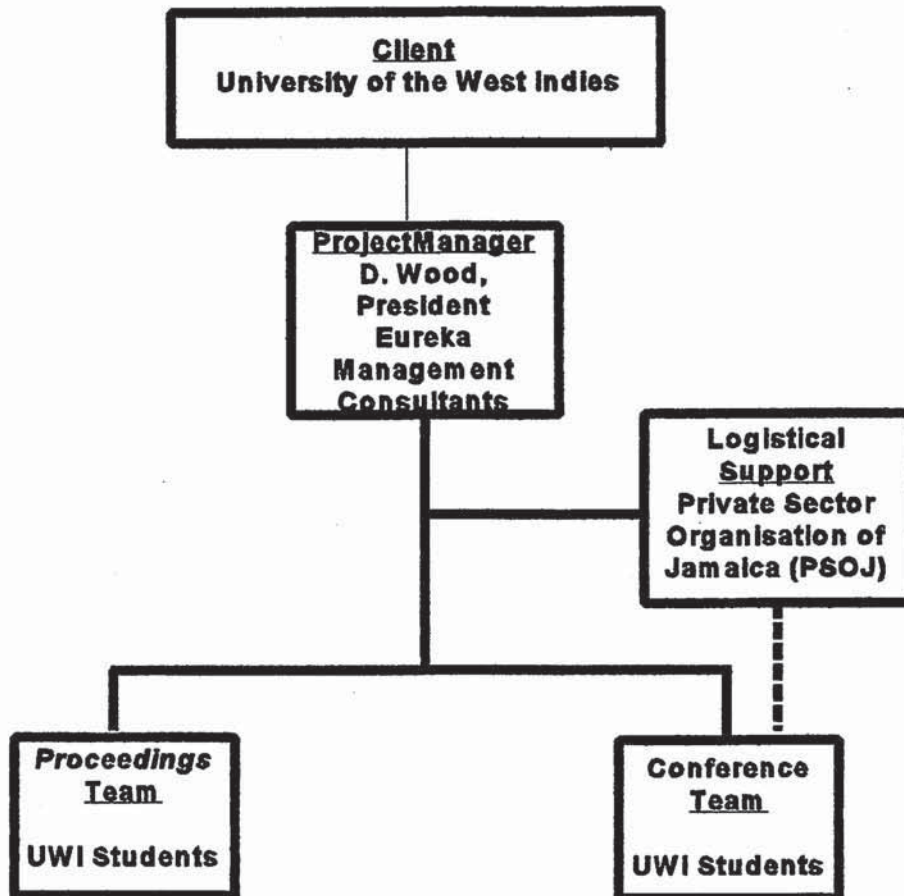 Client
University of the West Indies
ProjectManager
D. Wood,
President
Eureka
Management
Consultants
Logistical
Support
Private Sector
Organisation of
Jamaica (PSOJ)
Proceedings
Team
UWI Students
Conference
Team
UWI Students